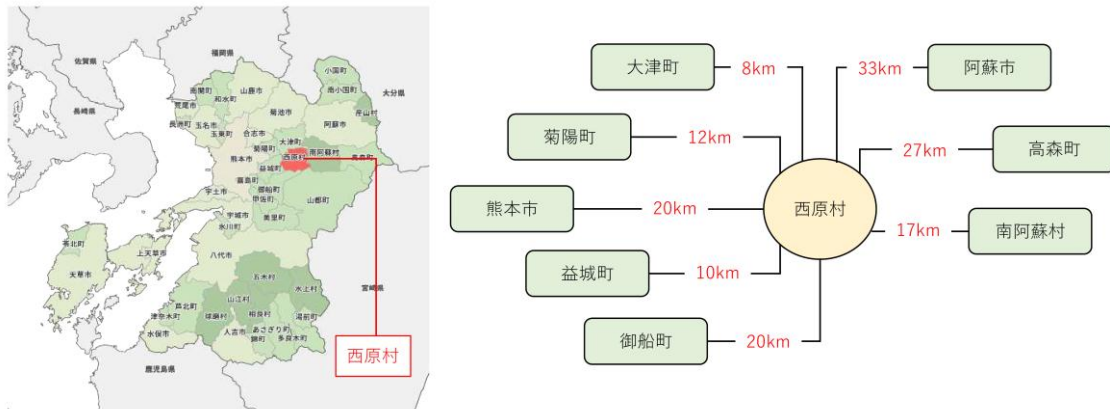 福岡県
佐賀県
大分県
長崎県
小国町
南小国町
産山村
南関町
和水町
山鹿市
菊池市
阿蘇市
荒尾市
長洲町
玉名市
玉東町
合志市
大津町
菊陽町
西原村
南阿蘇村
高森町
熊本市
益城町
嘉島町
御船町
甲佐町
宇土市
山都町
宇城市
美里町
氷川町
八代市
苓北町
上天草市
天草市
五木村
水上村
宮崎県
山江村
芦北町
相良村
球磨村
湯前町
津奈木町
あさぎり町
人吉市
錦町
多良木町
水俣市
鹿児島県
西原村
大津町
8km
33km
阿蘇市
菊陽町
12km
27km
高森町
熊本市
20km
西原村
17km
南阿蘇村
益城町
10km
御船町
20km